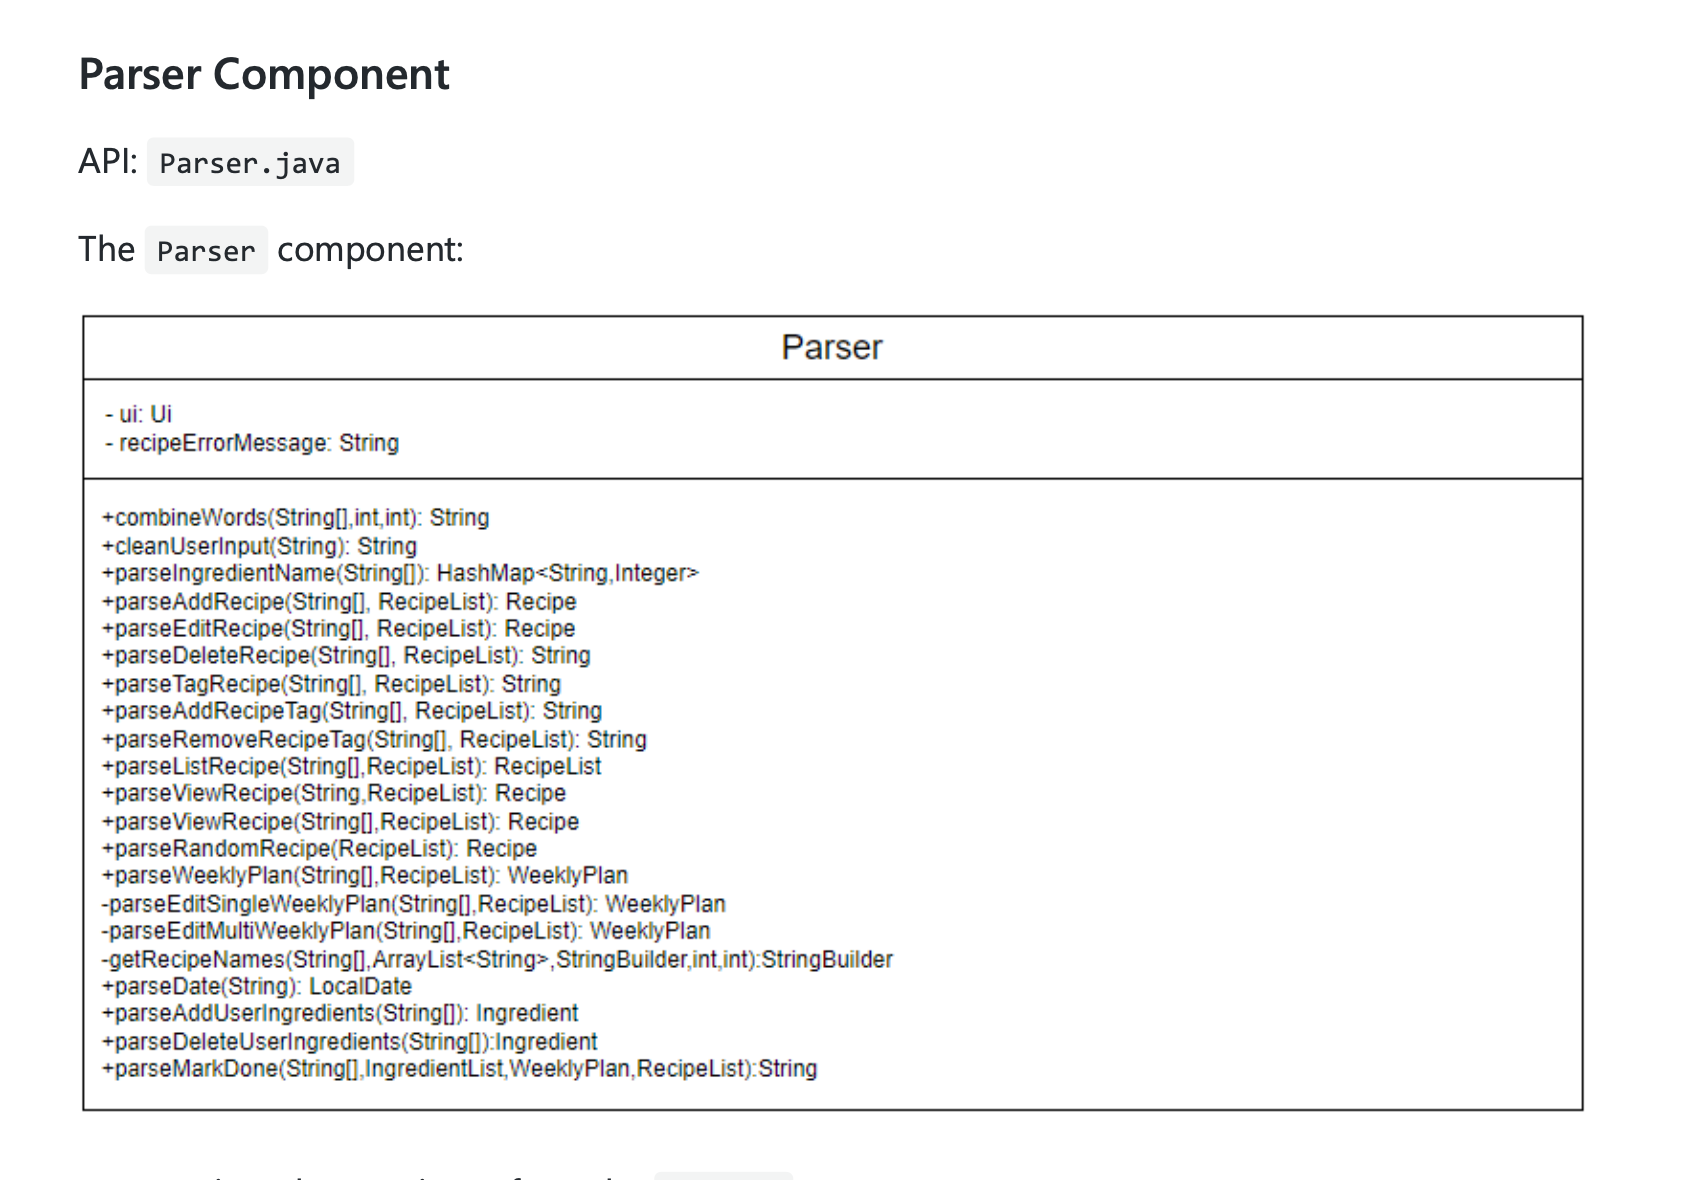 Parser Component
API: Parser.java
The Parser component:
Parser
- ui: Ui
- recipeErrorMessage: String
+combineWords(String[],int,int): String
+cleanUserInput(String): String
+parseIngredientName(String[]): HashMap<String,Integer>
+parseAddRecipe(String[], RecipeList): Recipe
+parseEditRecipe(String[], RecipeList): Recipe
+parseDeleteRecipe(String[], RecipeList): String
+parseTagRecipe(String[], RecipeList): String
+parseAddRecipeTag(String[], RecipeList): String
+parseRemoveRecipeTag(String[], RecipeList): String
+parseListRecipe(String[],RecipeList): RecipeList
+parseViewRecipe(String,RecipeList): Recipe
+parseViewRecipe(String[],RecipeList): Recipe
+parseRandomRecipe(RecipeList): Recipe
+parseWeeklyPlan(String[],RecipeList): WeeklyPlan
-parseEditSingleWeeklyPlan(String[],RecipeList): WeeklyPlan
-parseEditMultiWeeklyPlan(String[],RecipeList): WeeklyPlan
-getRecipeNames(String[],ArrayList<String>,StringBuilder,int,int):StringBuilder
+parseDate(String): LocalDate
+parseAddUserIngredients(String[]): Ingredient
+parseDeleteUserIngredients(String[]):Ingredient
+parseMarkDone(String[],IngredientList,WeeklyPlan,RecipeList):String